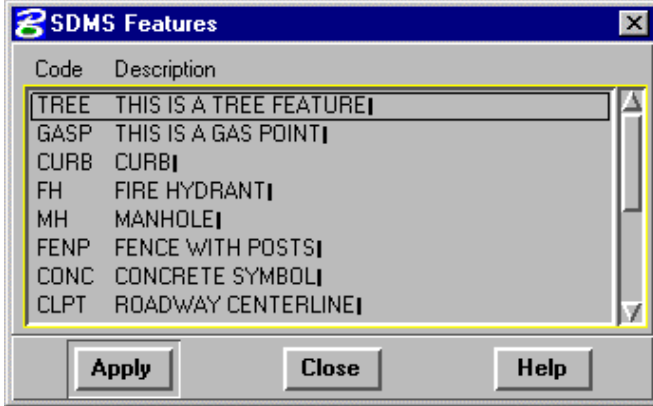 SDMS Features
Code Description
TREE THIS IS A TREE FEATURE
GASP THIS IS A GAS POINT
CURB CURB
FH FIRE HYDRANT
MH MANHOLE
FENP FENCE WITH POSTS
CONC CONCRETE SYMBOL
CLPT ROADWAY CENTERLINE
Apply Close Help